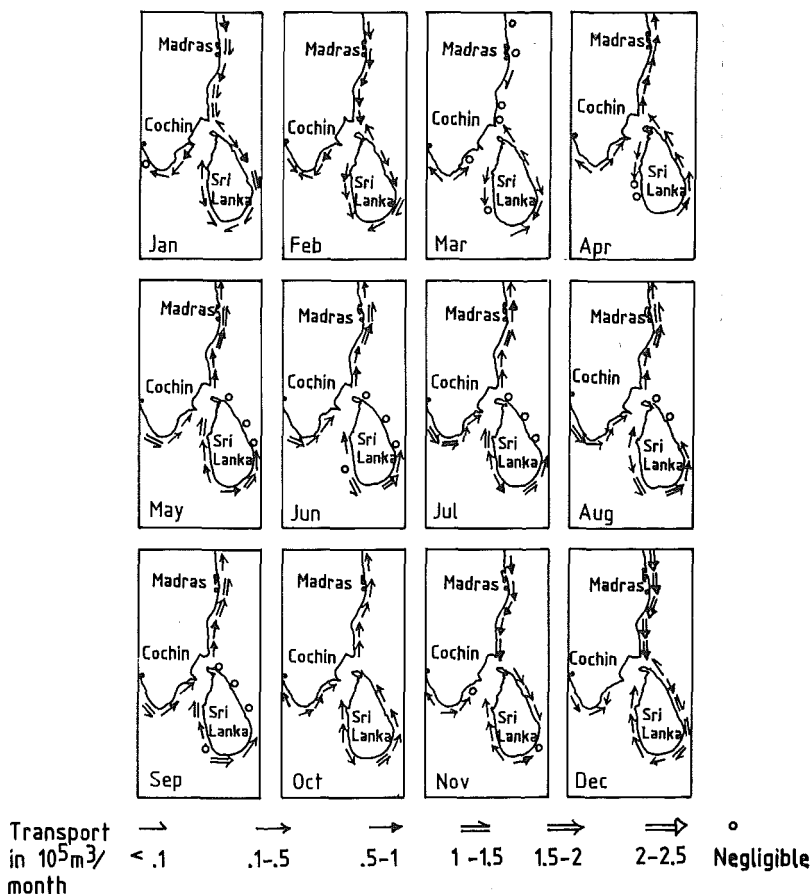 Madras
Cochin
Sri
Lanka
Jan
Madras
Cochin
Sri
Lanka
Feb
Madras
Cochin
Sri
Lanka
Mar
Madras
Cochin
Sri
Lanka
Apr
Madras
Cochin
Sri
Lanka
May
Madras
Cochin
Sri
Lanka
Jun
Madras
Cochin
Sri
Lanka
Jul
Madras
Cochin
Sri
Lanka
Aug
Madras
Cochin
Sri
Lanka
Sep
Madras
Cochin
Sri
Lanka
Oct
Madras
Cochin
Sri
Lanka
Nov
Madras
Cochin
Sri
Lanka
Dec
Transport
in 10⁵m³/
month
< .1 .1-.5 .5-1 1-1.5 1.5-2 2-2.5 Negligible